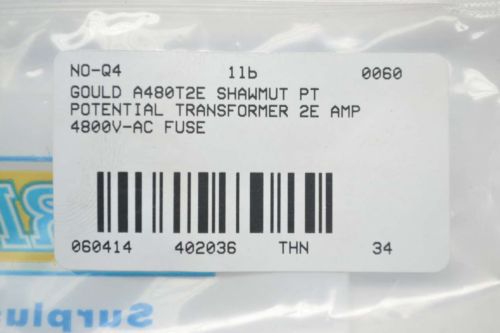 NO-Q4 1lb 0060
GOULD A480T2E SHAWMUT PT
POTENTIAL TRANSFORMER 2E AMP
4800V-AC FUSE
060414 402036 THN 34
Surplus